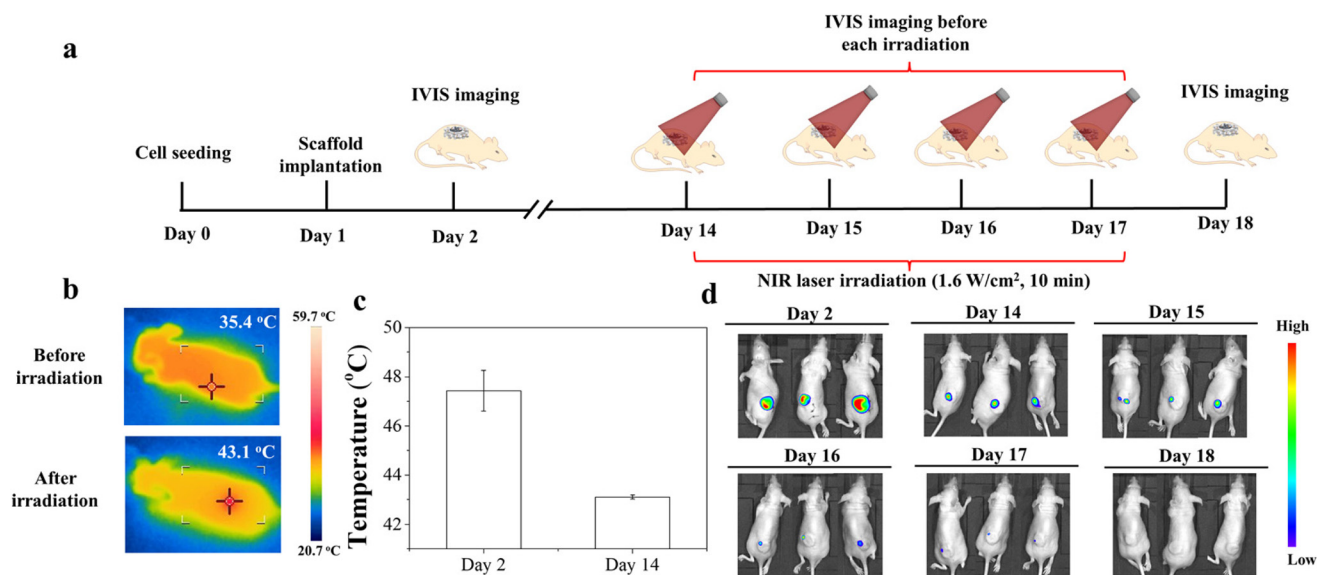 a
IVIS imaging before
each irradiation
IVIS imaging
IVIS imaging
Cell seeding
Scaffold
implantation
Day 0
Day 1
Day 2
Day 14
Day 15
Day 16
Day 17
Day 18
NIR laser irradiation (1.6 W/cm², 10 min)
b
Before
irradiation
35.4 °C
59.7 °C
After
irradiation
43.1 °C
20.7 °C
c
Temperature (°C)
50
48
46
44
42
Day 2
Day 14
d
Day 2
Day 14
Day 15
Day 16
Day 17
Day 18
High
Low